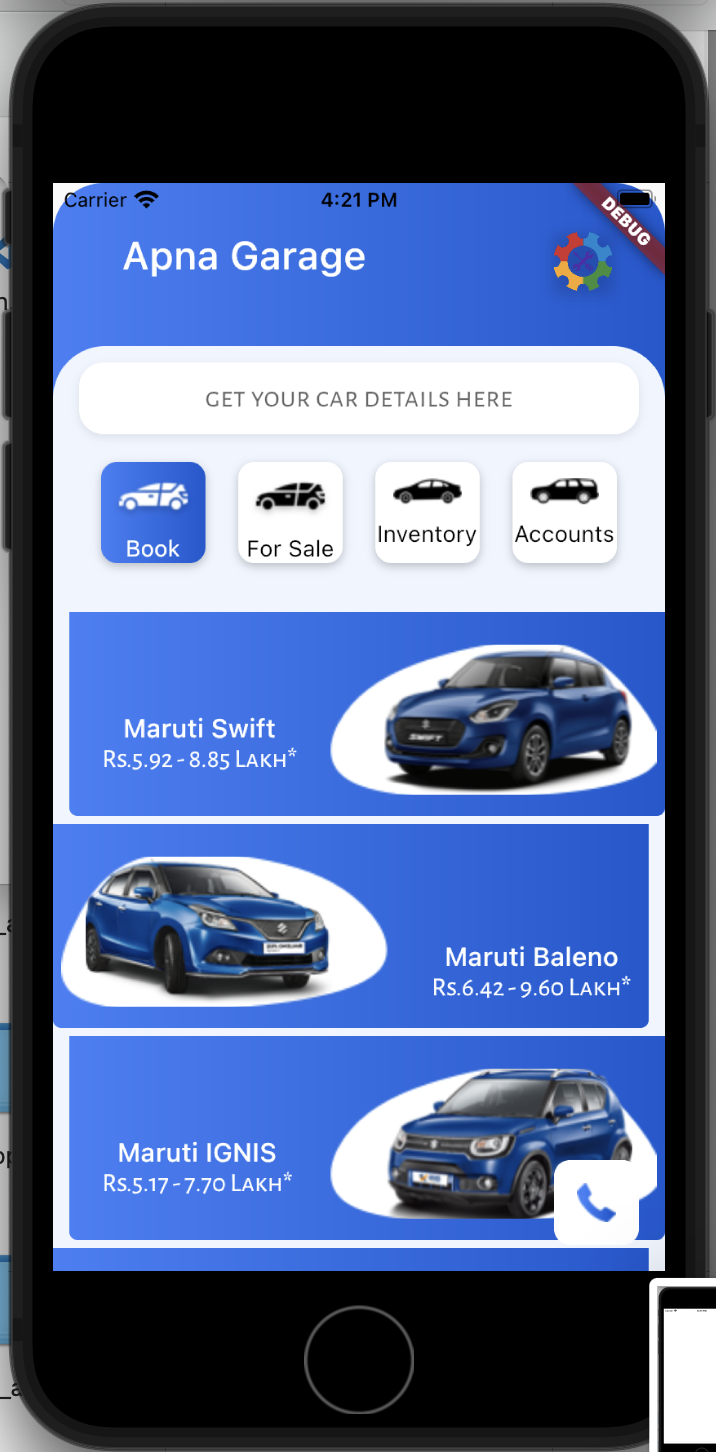 Carrier
4:21 PM
DEBUG
Apna Garage
GET YOUR CAR DETAILS HERE
Book
For Sale
Inventory
Accounts
Maruti Swift
Rs.5.92 - 8.85 Lakh*
SWIFT
Maruti Baleno
Rs.6.42 - 9.60 Lakh*
Maruti IGNIS
Rs.5.17 - 7.70 Lakh*